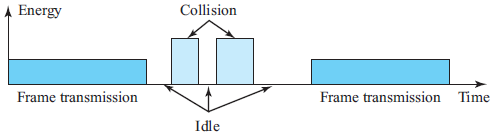 Energy
Collision
Frame transmission
Frame transmission
Time
Idle